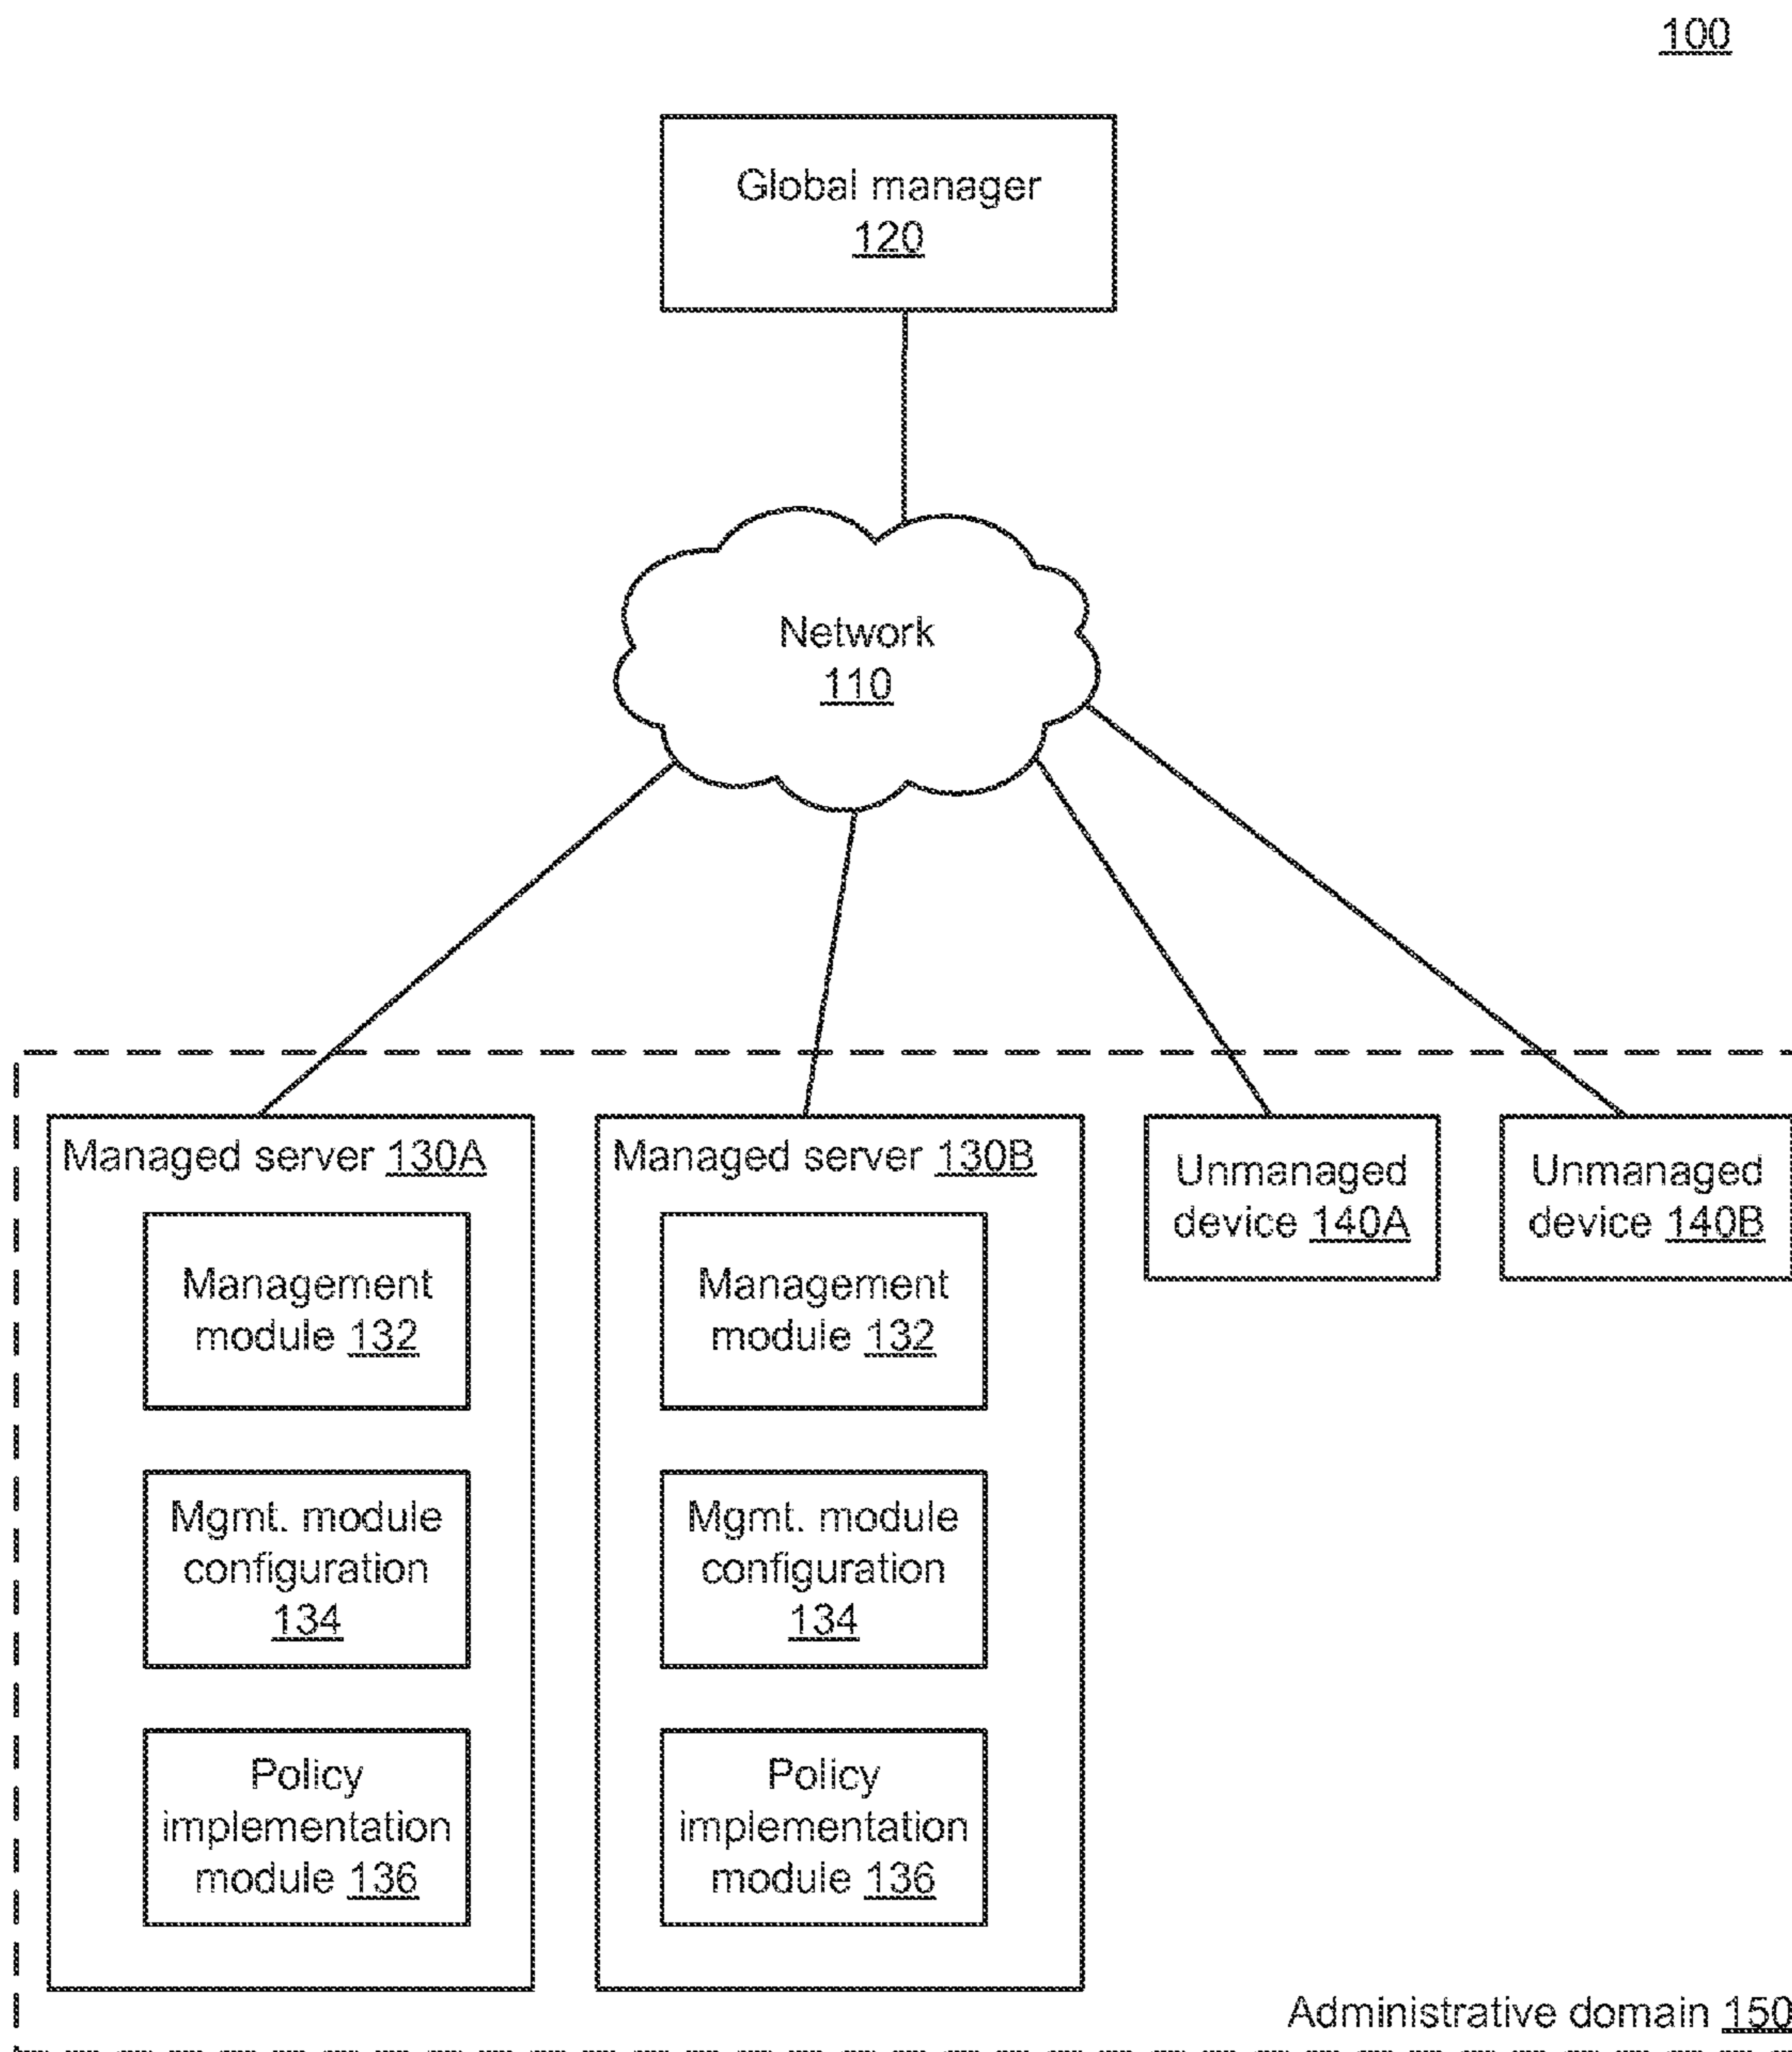 100
Global manager
120
Network
110
Managed server 130A
Management
module 132
Mgmt. module
configuration
134
Policy
implementation
module 136
Managed server 130B
Management
module 132
Mgmt. module
configuration
134
Policy
implementation
module 136
Unmanaged
device 140A
Unmanaged
device 140B
Administrative domain 150